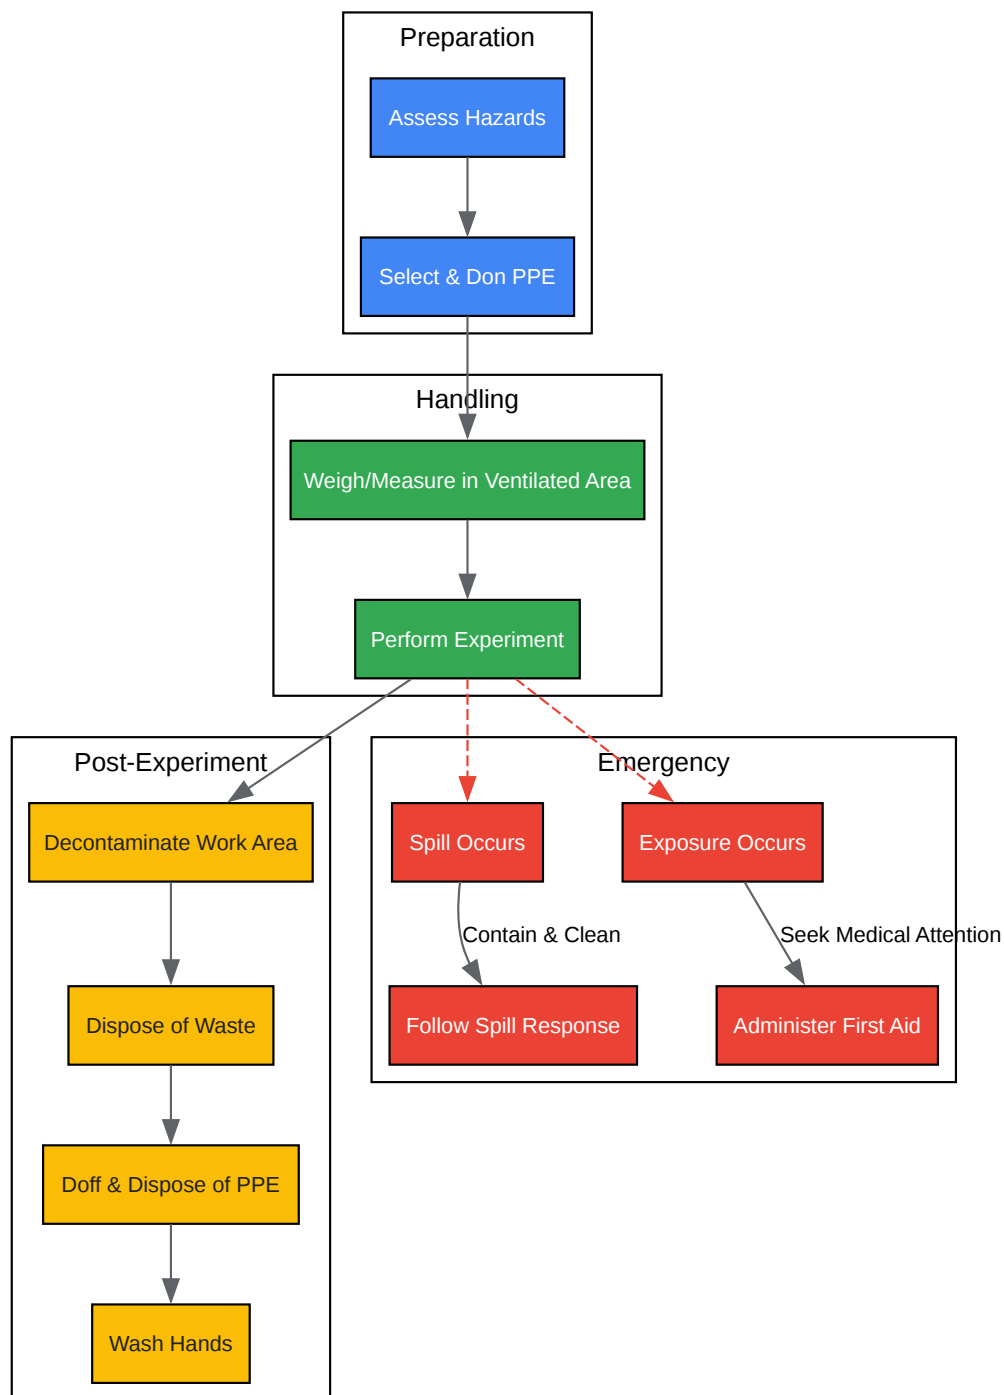 Preparation
Assess Hazards
Select & Don PPE
Handling
Weigh/Measure in Ventilated Area
Perform Experiment
Post-Experiment
Decontaminate Work Area
Dispose of Waste
Doff & Dispose of PPE
Wash Hands
Emergency
Spill Occurs
Exposure Occurs
Contain & Clean
Seek Medical Attention
Follow Spill Response
Administer First Aid